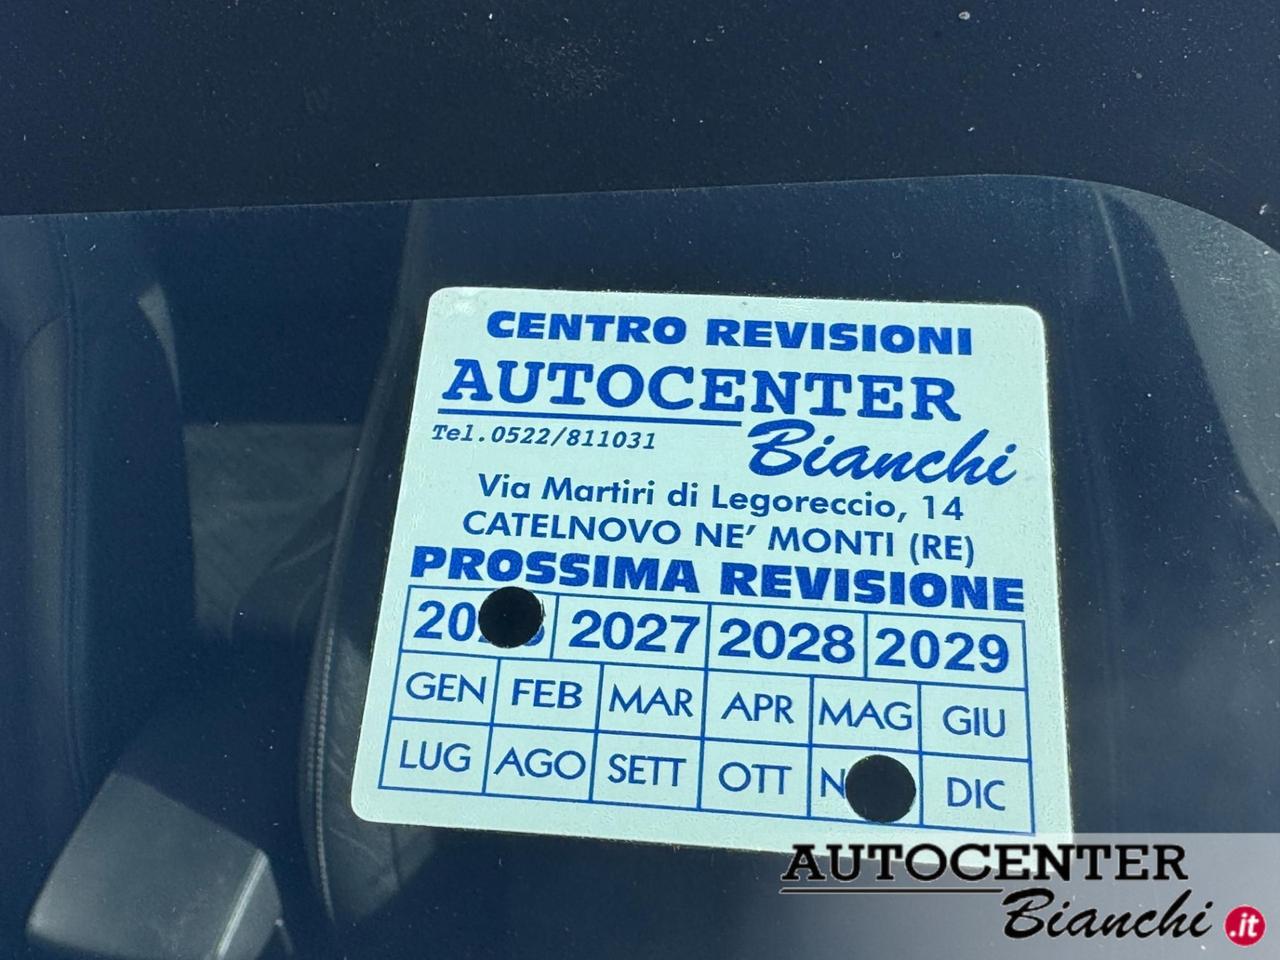 CENTRO REVISIONI
AUTOCENTER
Bianchi
Tel.0522/811031
Via Martiri di Legoreccio, 14
CATELNOVO NE' MONTI (RE)
PROSSIMA REVISIONE
2027 2028 2029
GEN FEB MAR APR MAG GIU
LUG AGO SETT OTT DIC
AUTOCENTER
Bianchi.it